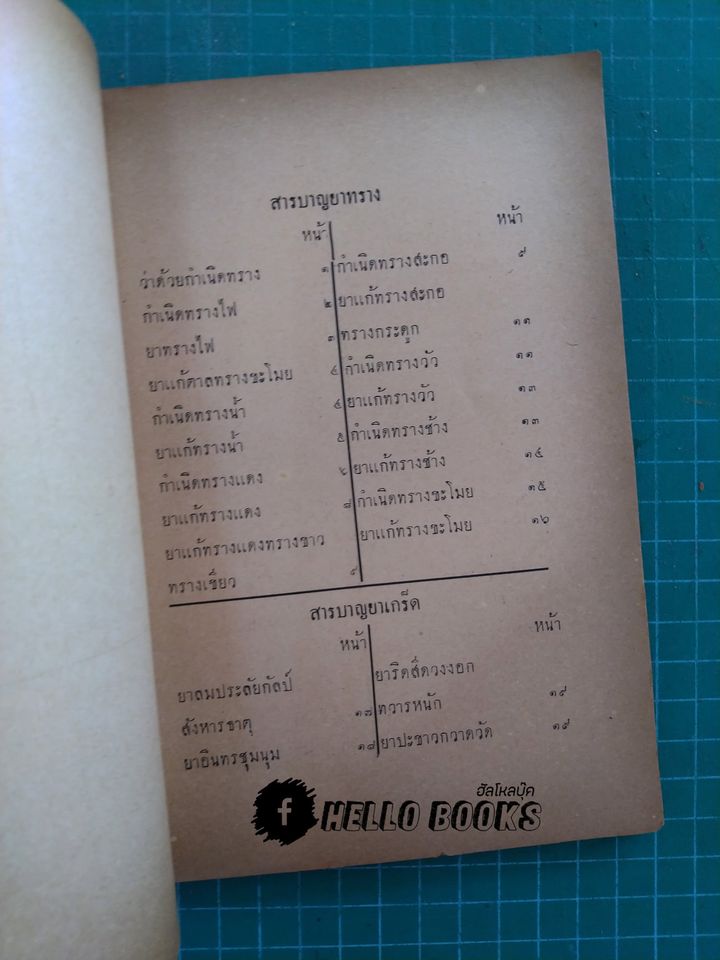 สารบาญยาทราง
หน้า
ว่าด้วยกำเนิดทราง ๑
กำเนิดทรางไฟ ๒
ยาทรางไฟ ๓
ยาแก้ตาลทรางขะโมย ๔
กำเนิดทรางน้ำ ๔
ยาแก้ทรางน้ำ ๕
กำเนิดทรางแดง ๖
ยาแก้ทรางแดง ๘
ยาแก้ทรางแดงทรางขาว
ทรางเขียว ๙
หน้า
กำเนิดทรางสะกอ ๙
ยาแก้ทรางสะกอ
ทรางกระดูก ๑๑
กำเนิดทรางวัว ๑๑
ยาแก้ทรางวัว ๑๓
กำเนิดทรางช้าง ๑๓
ยาแก้ทรางช้าง ๑๔
กำเนิดทรางขะโมย ๑๕
ยาแก้ทรางขะโมย ๑๖
สารบาญยาเกร็ด
หน้า
ยาลมประลัยกัลป์
สังหารธาตุ ๑๗
ยาอินทรชุมนุม ๑๘
หน้า
ยาริดสีดวงงอก
ทวารหนัก ๑๙
ยาปะขาวกวาดวัด ๑๙
f
ฮัลโหลบุ๊ค
HELLO BOOKS